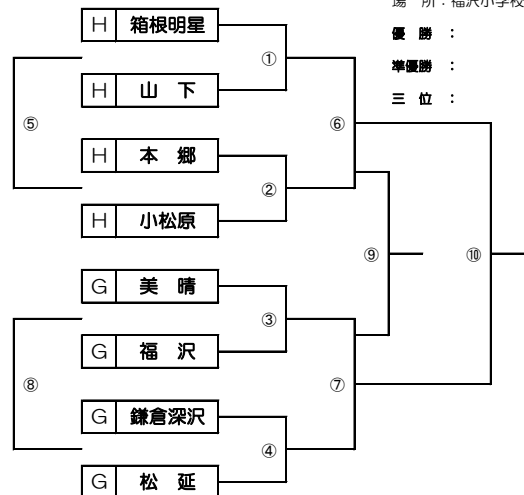 場 所：福沢小学校
優 勝 ：
準優勝 ：
三 位 ：
H 箱根明星
①
H 山 下
⑤
⑥
H 本 郷
②
H 小松原
⑨
⑩
G 美 晴
③
G 福 沢
⑧
⑦
G 鎌倉深沢
④
G 松 延